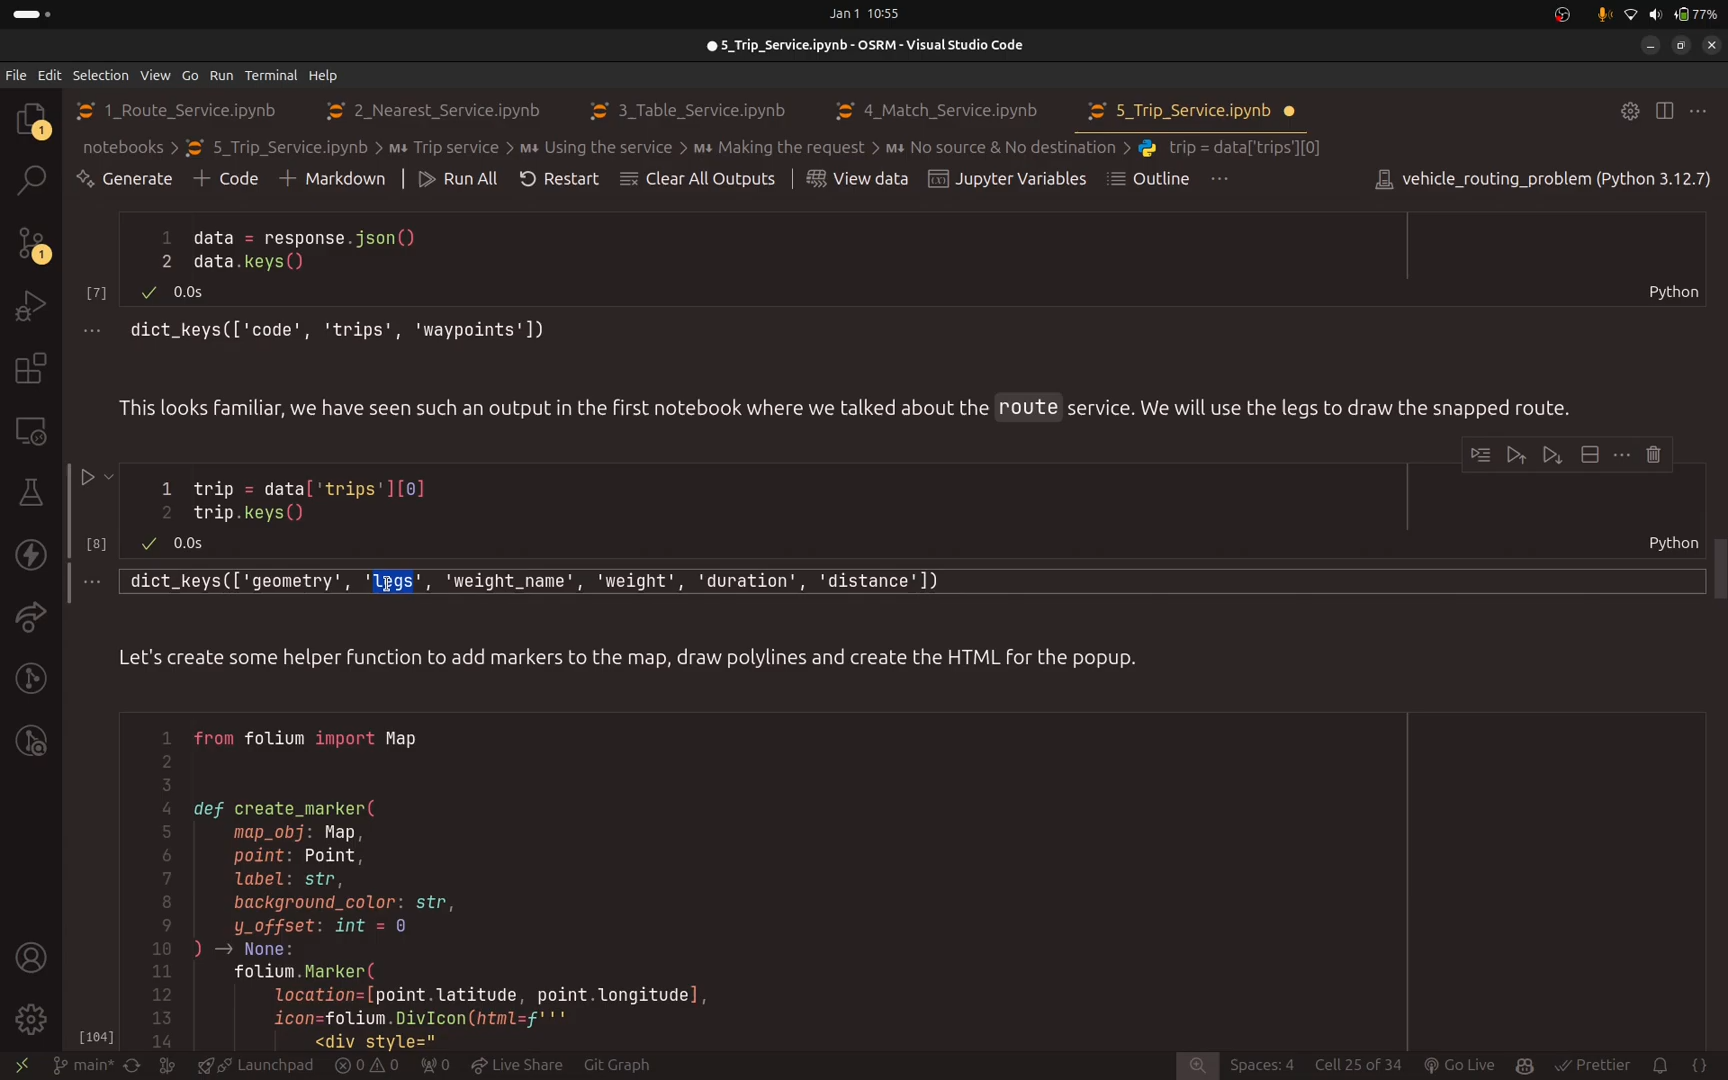 Jan 1 10:55
77%
5_Trip_Service.ipynb - OSRM - Visual Studio Code
File Edit Selection View Go Run Terminal Help
1_Route_Service.ipynb 2_Nearest_Service.ipynb 3_Table_Service.ipynb 4_Match_Service.ipynb 5_Trip_Service.ipynb
notebooks > 5_Trip_Service.ipynb > M↓ Trip service > M↓ Using the service > M↓ Making the request > M↓ No source & No destination > trip = data['trips'][0]
Generate + Code + Markdown | Run All Restart Clear All Outputs | View data Jupyter Variables Outline ··· vehicle_routing_problem (Python 3.12.7)
1
1
1 data = response.json()
2 data.keys()
[7] ✓ 0.0s Python
··· dict_keys(['code', 'trips', 'waypoints'])
This looks familiar, we have seen such an output in the first notebook where we talked about the route service. We will use the legs to draw the snapped route.
1 trip = data['trips'][0]
2 trip.keys()
[8] ✓ 0.0s Python
··· dict_keys(['geometry', 'legs', 'weight_name', 'weight', 'duration', 'distance'])
Let's create some helper function to add markers to the map, draw polylines and create the HTML for the popup.
1 from folium import Map
2
3
4 def create_marker(
5 map_obj: Map,
6 point: Point,
7 label: str,
8 background_color: str,
9 y_offset: int = 0
10 ) → None:
11 folium.Marker(
12 location=[point.latitude, point.longitude],
13 icon=folium.DivIcon(html=f'''
14 <div style="
[104]
main* Launchpad 0 0 0 Live Share Git Graph Spaces: 4 Cell 25 of 34 Go Live Prettier {}